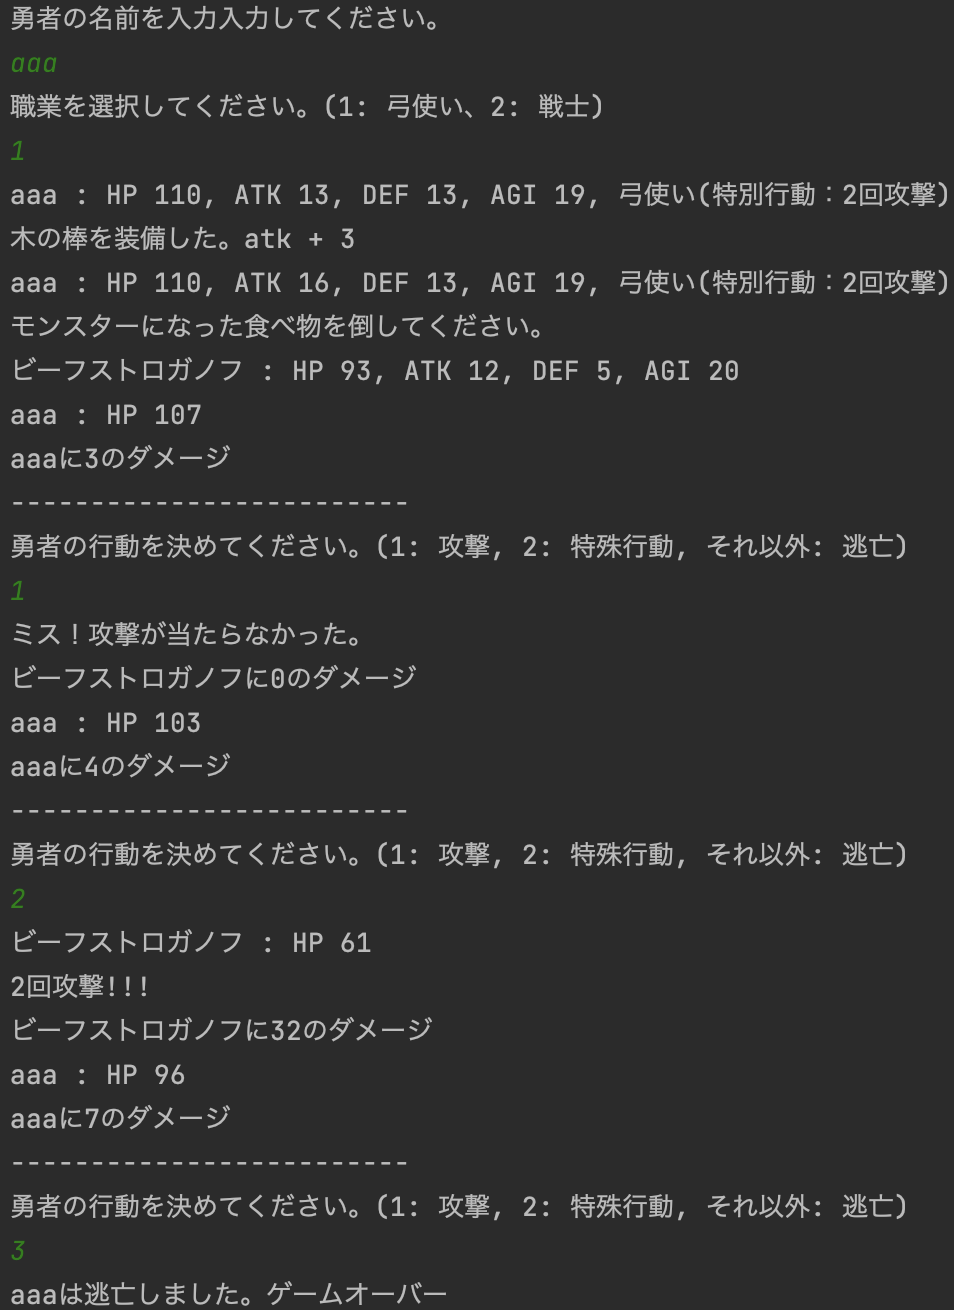 勇者の名前を入力入力してください。
aaa
職業を選択してください。(1: 弓使い、2: 戦士)
1
aaa : HP 110, ATK 13, DEF 13, AGI 19, 弓使い(特別行動：2回攻撃)
木の棒を装備した。atk + 3
aaa : HP 110, ATK 16, DEF 13, AGI 19, 弓使い(特別行動：2回攻撃)
モンスターになった食べ物を倒してください。
ビーフストロガノフ : HP 93, ATK 12, DEF 5, AGI 20
aaa : HP 107
aaaに3のダメージ
-------------------------
勇者の行動を決めてください。(1: 攻撃, 2: 特殊行動, それ以外: 逃亡)
1
ミス！攻撃が当たらなかった。
ビーフストロガノフに0のダメージ
aaa : HP 103
aaaに4のダメージ
-------------------------
勇者の行動を決めてください。(1: 攻撃, 2: 特殊行動, それ以外: 逃亡)
2
ビーフストロガノフ : HP 61
2回攻撃!!!
ビーフストロガノフに32のダメージ
aaa : HP 96
aaaに7のダメージ
-------------------------
勇者の行動を決めてください。(1: 攻撃, 2: 特殊行動, それ以外: 逃亡)
3
aaaは逃亡しました。ゲームオーバー